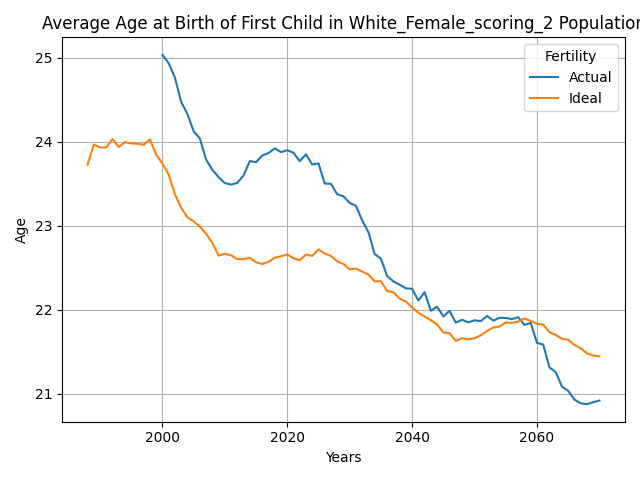 Average Age at Birth of First Child in White_Female_scoring_2 Population
Fertility
Actual
Ideal
25
24
23
22
21
Age
2000
2020
2040
2060
Years